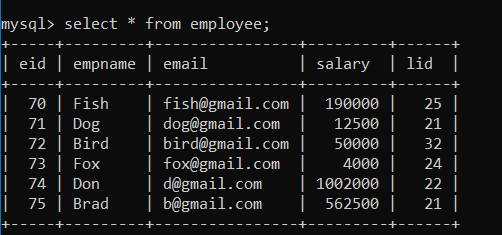 mysql> select * from employee;
+-----+---------+----------------+---------+------+
| eid | empname | email          | salary  | lid  |
+-----+---------+----------------+---------+------+
|  70 | Fish    | fish@gmail.com |  190000 |   25 |
|  71 | Dog     | dog@gmail.com  |   12500 |   21 |
|  72 | Bird    | bird@gmail.com |   50000 |   32 |
|  73 | Fox     | fox@gmail.com  |    4000 |   24 |
|  74 | Don     | d@gmail.com    | 1002000 |   22 |
|  75 | Brad    | b@gmail.com    |  562500 |   21 |
+-----+---------+----------------+---------+------+